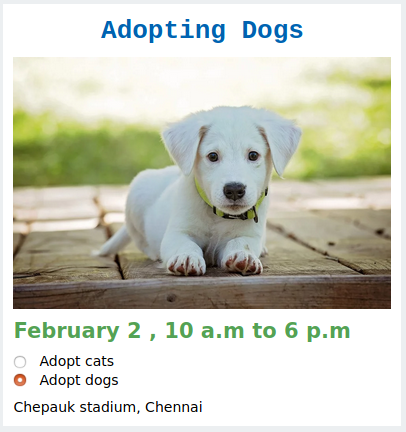 Adopting Dogs
February 2 , 10 a.m to 6 p.m
Adopt cats
Adopt dogs
Chepauk stadium, Chennai